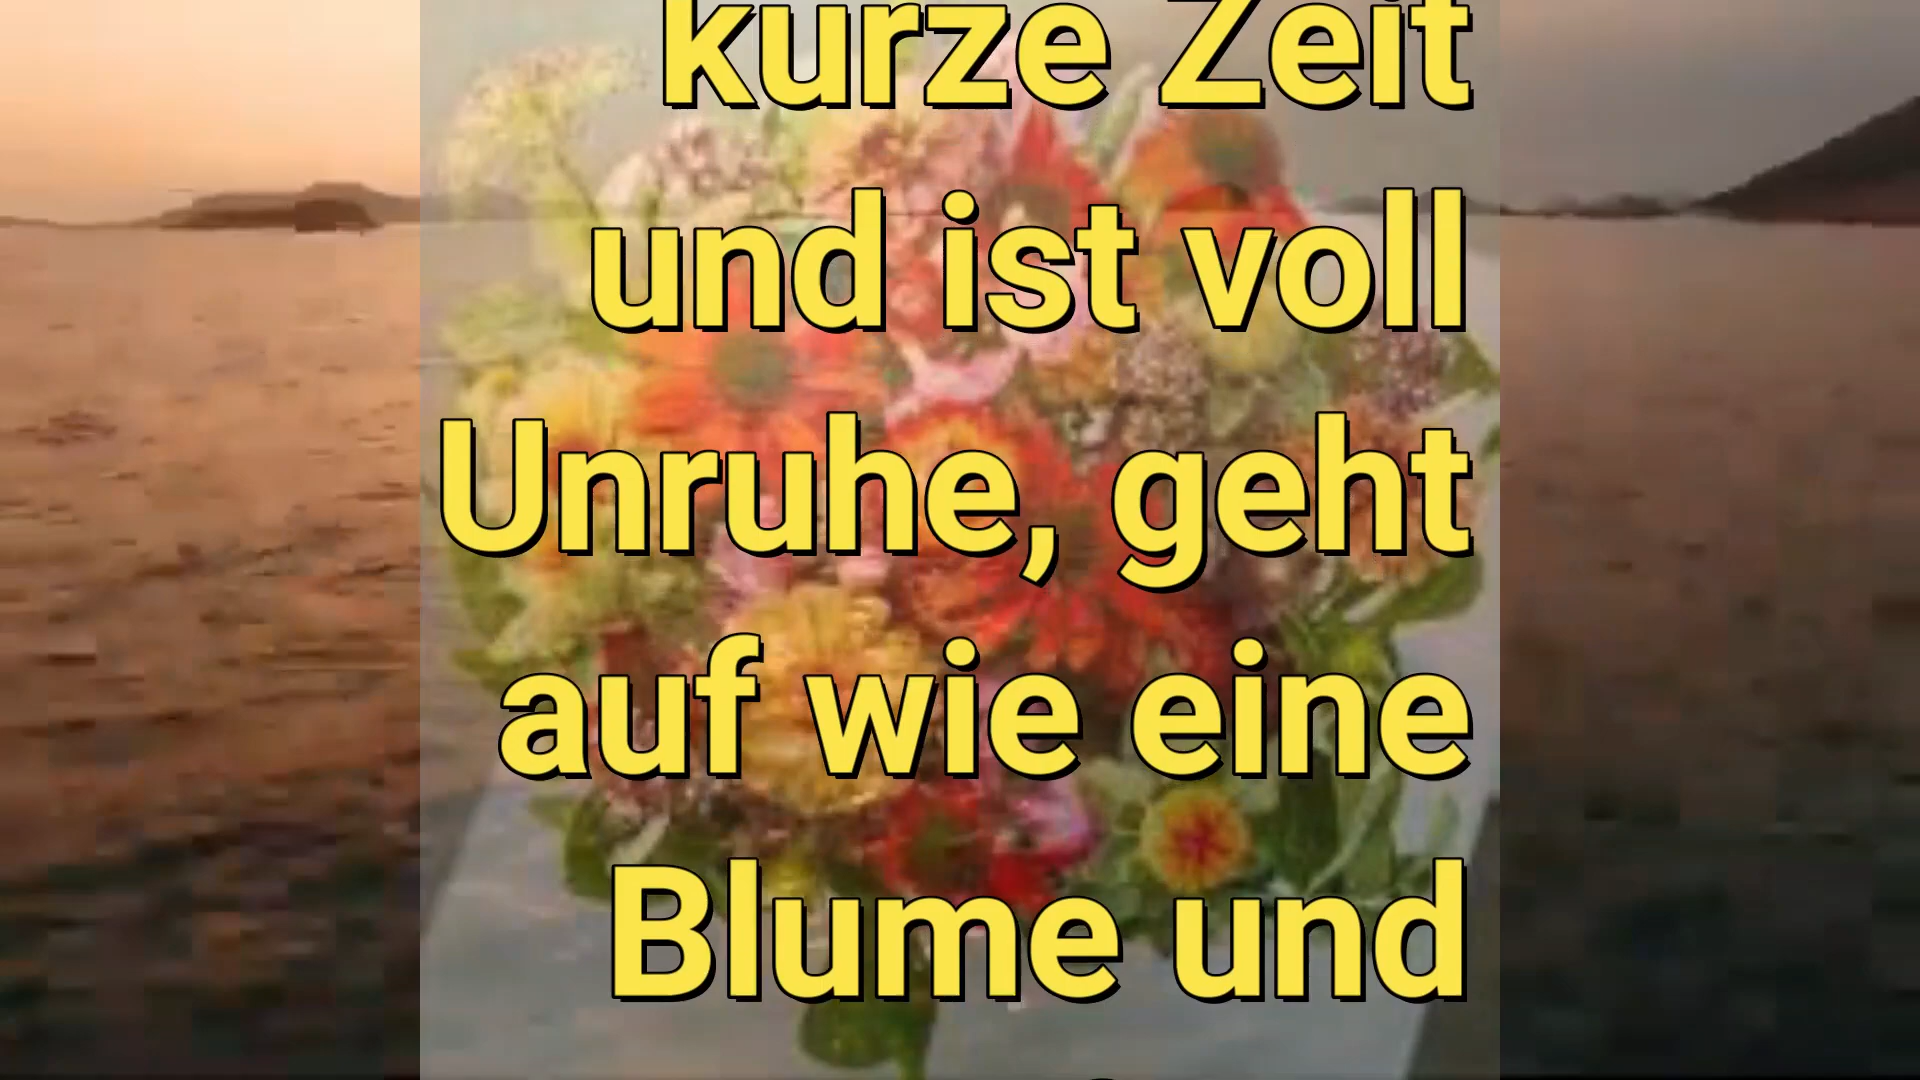 kurze Zeit
und ist voll
Unruhe, geht
auf wie eine
Blume und